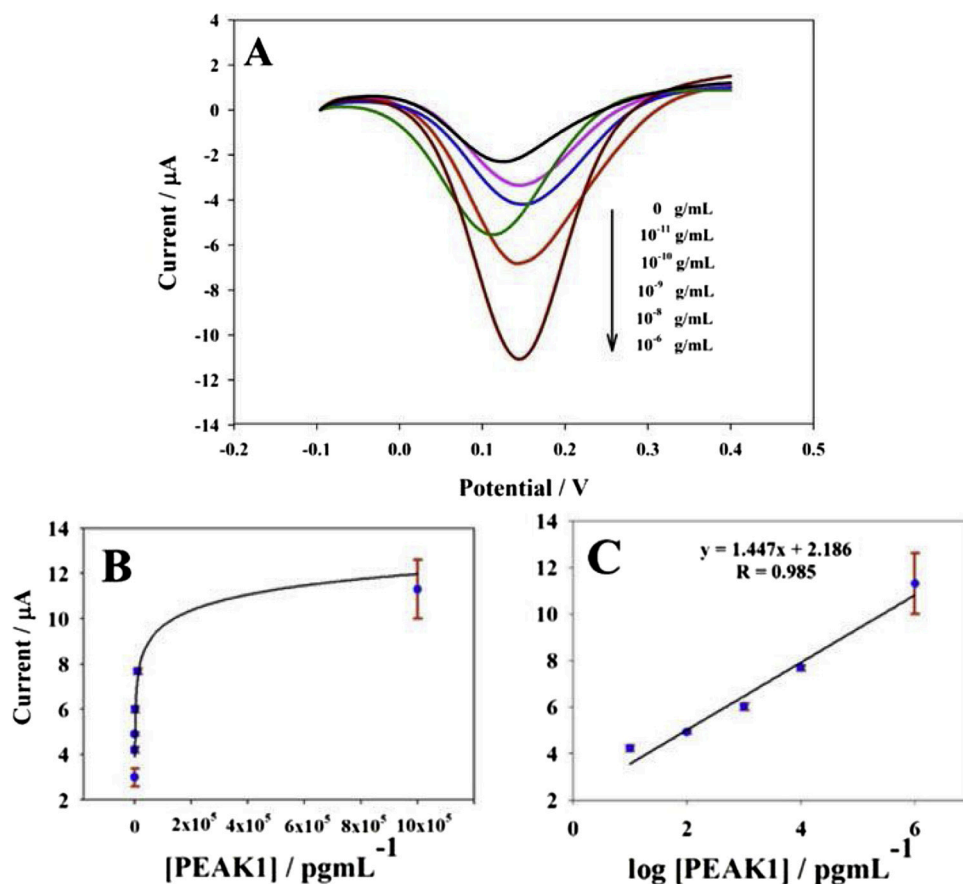 A
4
2
0
-2
-4
-6
-8
-10
-12
-14
Current / µA
0 g/mL
10⁻¹¹ g/mL
10⁻¹⁰ g/mL
10⁻⁹ g/mL
10⁻⁸ g/mL
10⁻⁶ g/mL
-0.2 -0.1 0.0 0.1 0.2 0.3 0.4 0.5
Potential / V
B
14
12
10
8
6
4
2
Current / µA
0 2x10⁵ 4x10⁵ 6x10⁵ 8x10⁵ 10x10⁵
[PEAK1] / pgmL⁻¹
C
y = 1.447x + 2.186
R = 0.985
14
12
10
8
6
4
2
0 2 4 6
log [PEAK1] / pgmL⁻¹